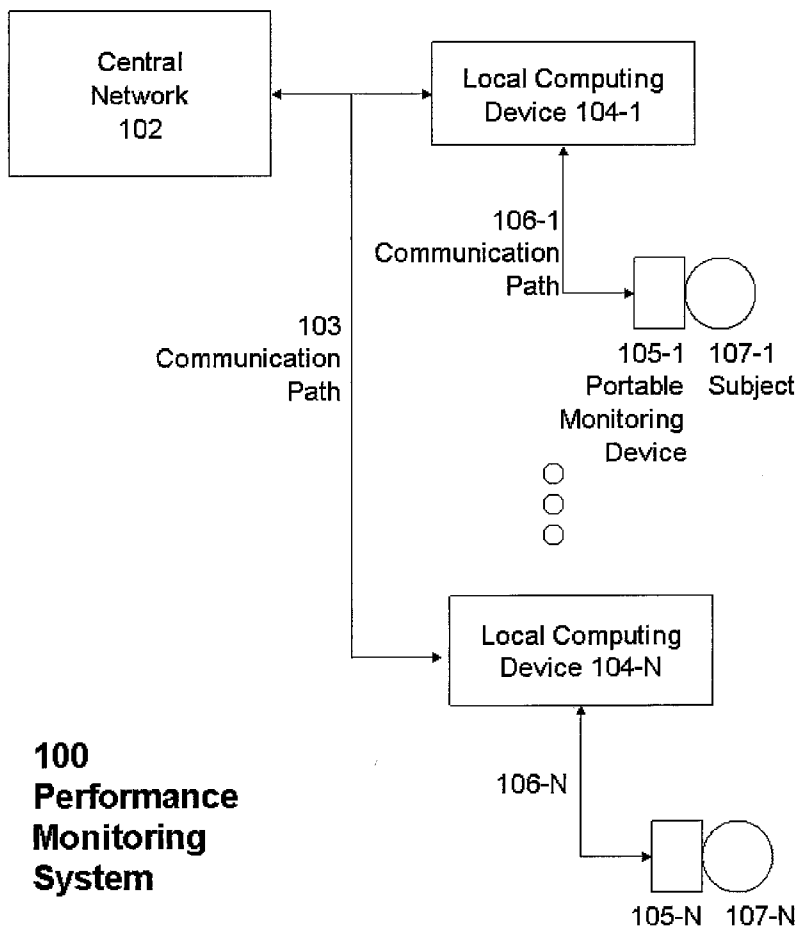 Central
Network
102
Local Computing
Device 104-1
106-1
Communication
Path
103
Communication
Path
105-1
Portable
Monitoring
Device
107-1
Subject
Local Computing
Device 104-N
100
Performance
Monitoring
System
106-N
105-N
107-N